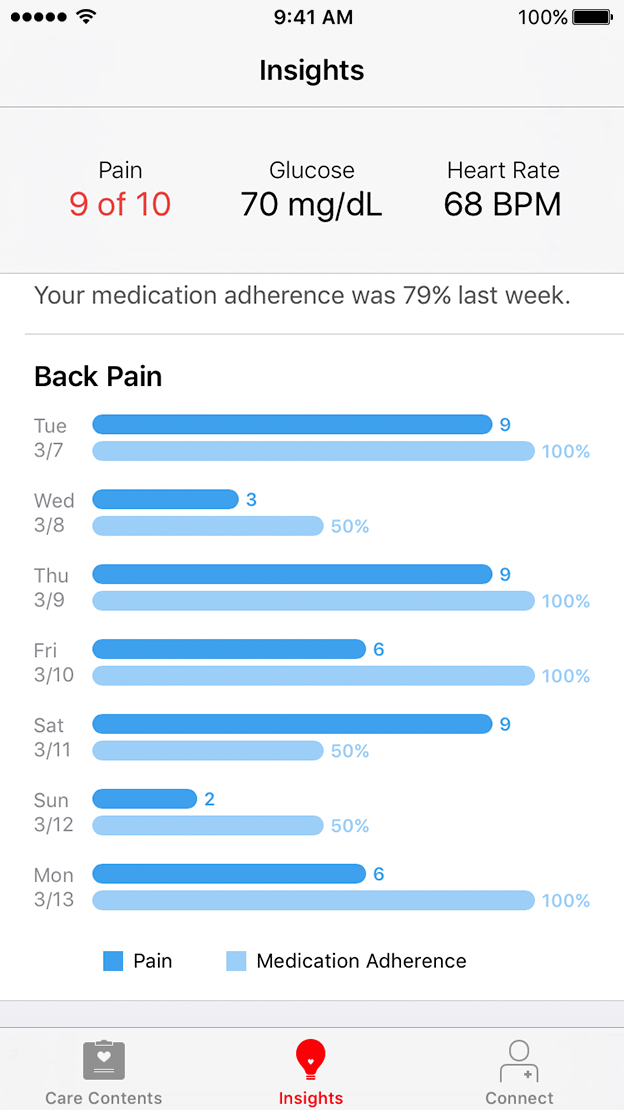 9:41 AM 100%
Insights
Pain Glucose Heart Rate
9 of 10 70 mg/dL 68 BPM
Your medication adherence was 79% last week.
Back Pain
Tue 9
3/7 100%
Wed 3
3/8 50%
Thu 9
3/9 100%
Fri 6
3/10 100%
Sat 9
3/11 50%
Sun 2
3/12 50%
Mon 6
3/13 100%
Pain Medication Adherence
Care Contents Insights Connect